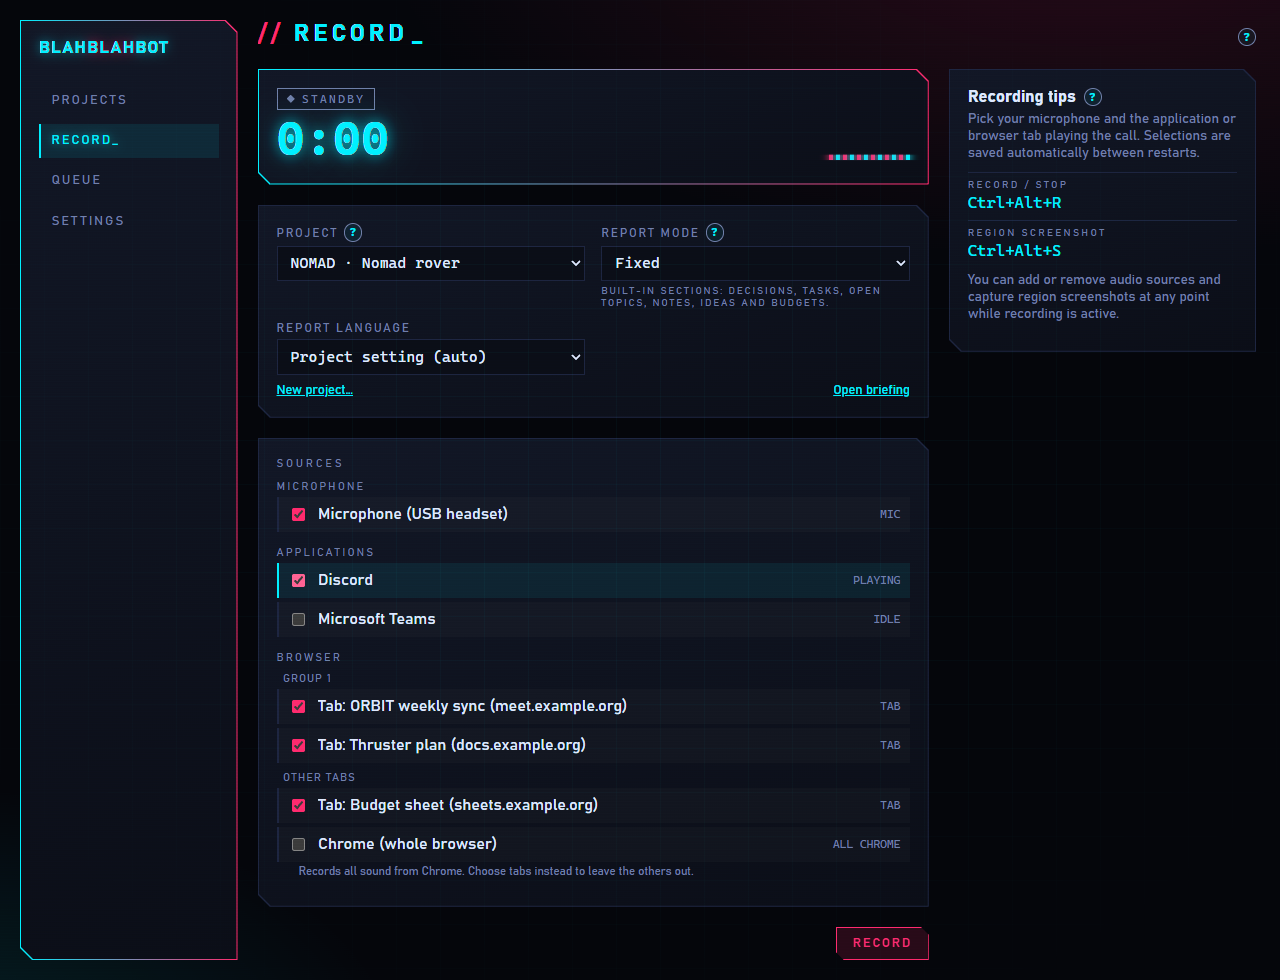 BLAHBLAHBOT
PROJECTS
RECORD_
QUEUE
SETTINGS
// RECORD_
?
◆ STANDBY
0:00
PROJECT ?
NOMAD · Nomad rover
REPORT MODE ?
Fixed
BUILT-IN SECTIONS: DECISIONS, TASKS, OPEN
TOPICS, NOTES, IDEAS AND BUDGETS.
REPORT LANGUAGE
Project setting (auto)
New project…
Open briefing
SOURCES
MICROPHONE
Microphone (USB headset) MIC
APPLICATIONS
Discord PLAYING
Microsoft Teams IDLE
BROWSER
GROUP 1
Tab: ORBIT weekly sync (meet.example.org) TAB
Tab: Thruster plan (docs.example.org) TAB
OTHER TABS
Tab: Budget sheet (sheets.example.org) TAB
Chrome (whole browser) ALL CHROME
Records all sound from Chrome. Choose tabs instead to leave the others out.
RECORD
Recording tips ?
Pick your microphone and the application or
browser tab playing the call. Selections are
saved automatically between restarts.
RECORD / STOP
Ctrl+Alt+R
REGION SCREENSHOT
Ctrl+Alt+S
You can add or remove audio sources and
capture region screenshots at any point
while recording is active.